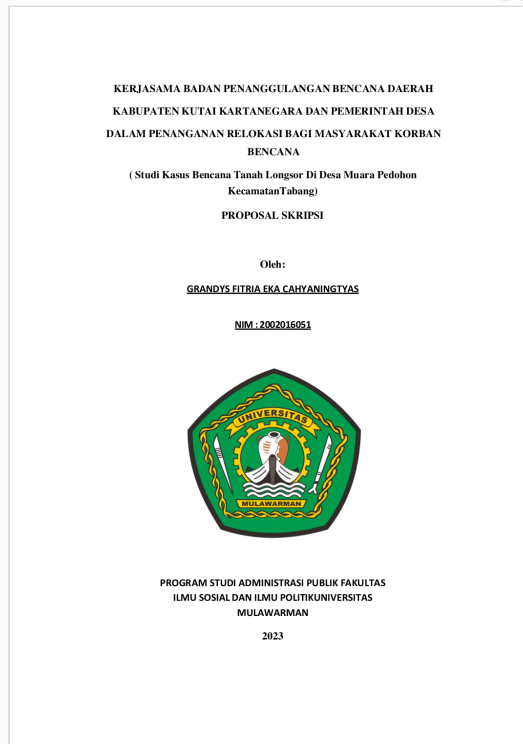 KERJASAMA BADAN PENANGGULANGAN BENCANA DAERAH
KABUPATEN KUTAI KARTANEGARA DAN PEMERINTAH DESA
DALAM PENANGANAN RELOKASI BAGI MASYARAKAT KORBAN
BENCANA
( Studi Kasus Bencana Tanah Longsor Di Desa Muara Pedohon
KecamatanTabang)
PROPOSAL SKRIPSI
Oleh:
GRANDYS FITRIA EKA CAHYANINGTYAS
NIM : 2002016051
UNIVERSITAS
MULAWARMAN
PROGRAM STUDI ADMINISTRASI PUBLIK FAKULTAS
ILMU SOSIAL DAN ILMU POLITIKUNIVERSITAS
MULAWARMAN
2023